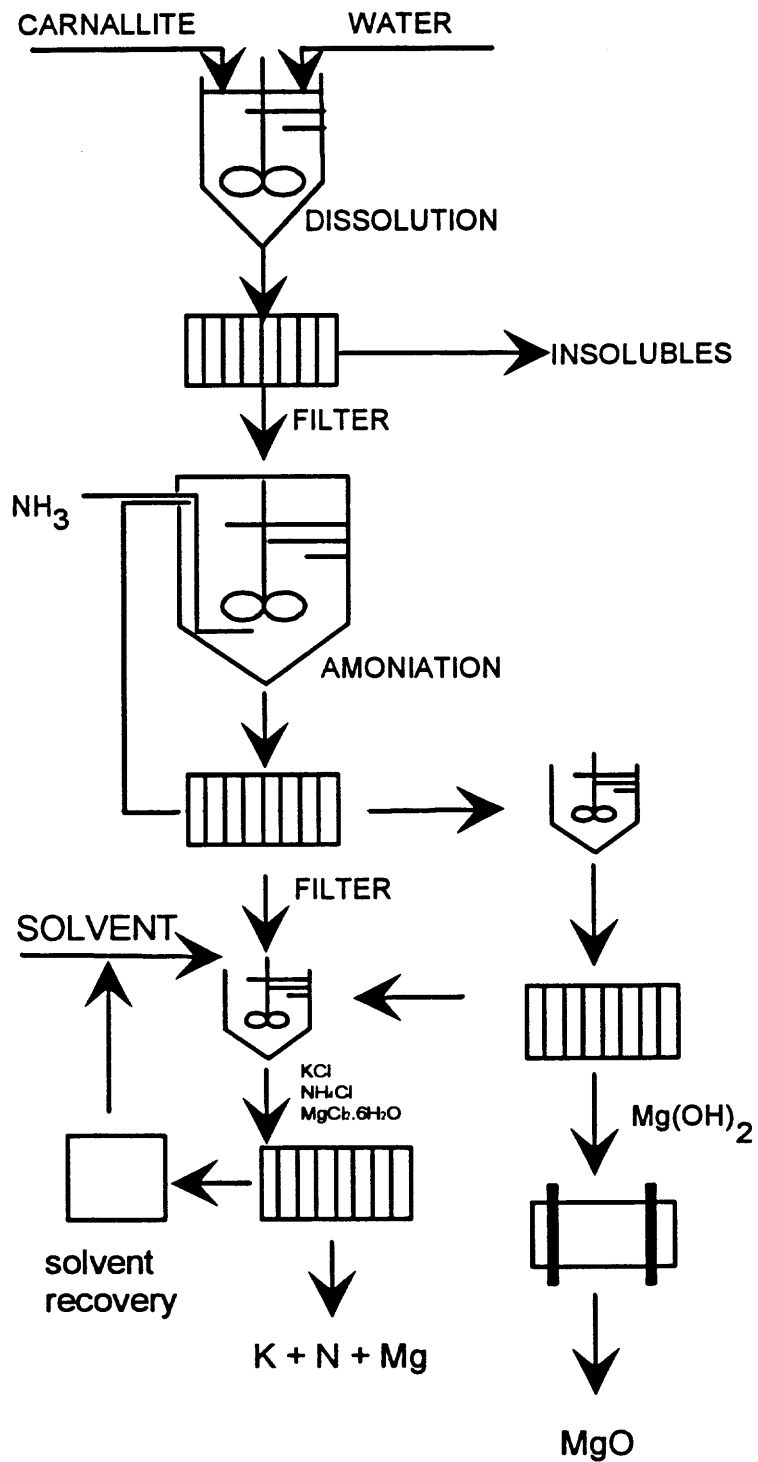 CARNALLITE
WATER
DISSOLUTION
INSOLUBLES
FILTER
NH3
AMONIATION
FILTER
SOLVENT
KCl
NH4Cl
MgCl2.6H2O
Mg(OH)2
solvent
recovery
K + N + Mg
MgO